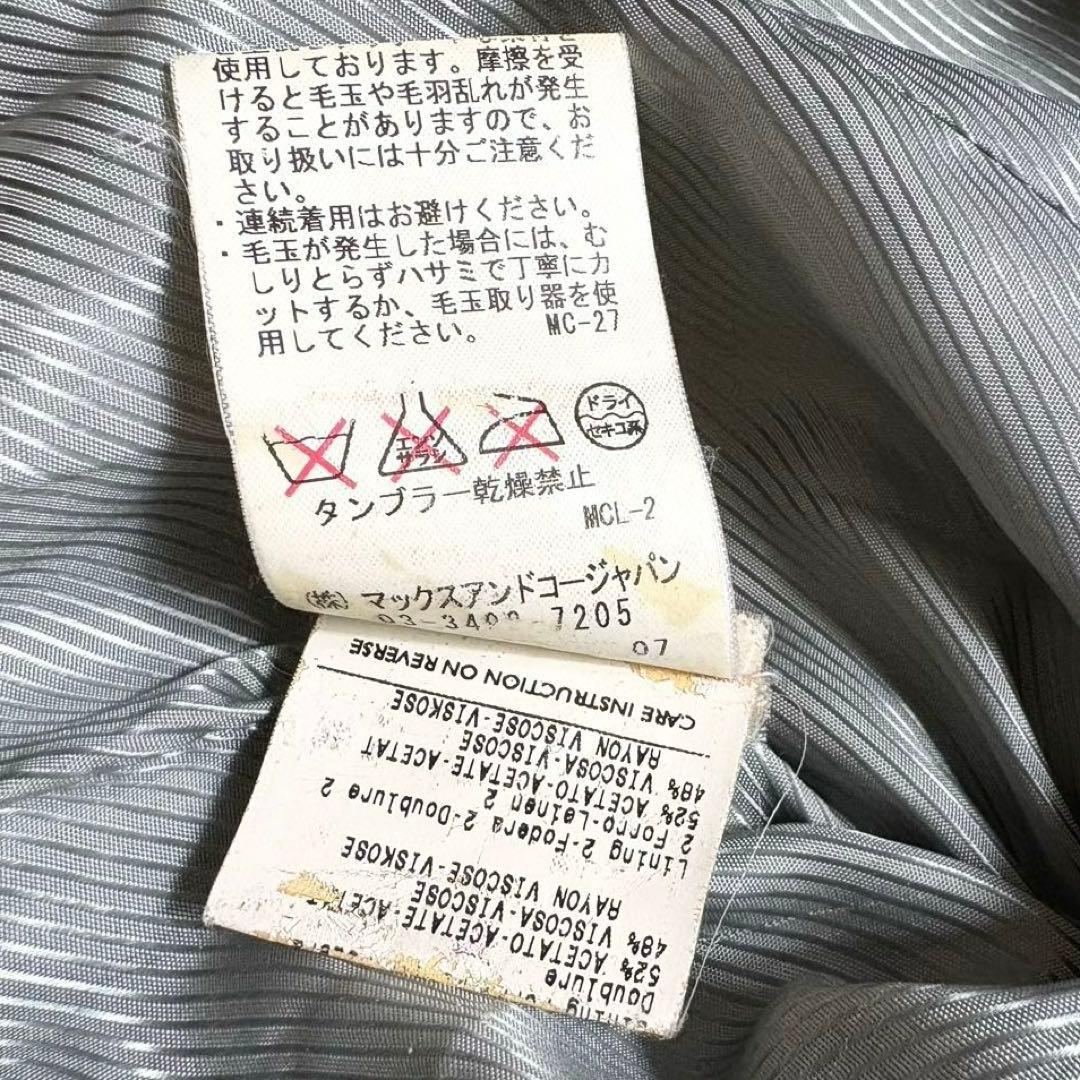 使用しております。摩擦を受
けると毛玉や毛羽乱れが発生
することがありますので、お
取り扱いには十分ご注意くだ
さい。
・連続着用はお避けください。
・毛玉が発生した場合には、む
しりとらずハサミで丁寧にカ
ットするか、毛玉取り器を使
用してください。 MC-27
エンソ
サラシ
ドライ
セキユ系
タンブラー乾燥禁止
MCL-2
(株) マックスアンドコージャパン
7205
07
CARE INSTRUCTION ON REVERSE
RAYON VISCOSE-VISKOSE
48% VISCOSA-VISCOSE
52% ACETATO-ACETATE-ACETAT
2 Forro-Leinen 2
Lining 2-Fodera 2-Doublure 2
RAYON VISCOSE-VISKOSE
48% VISCOSA-VISCOSE
52% ACETATO-ACETATE-ACET
Doublure